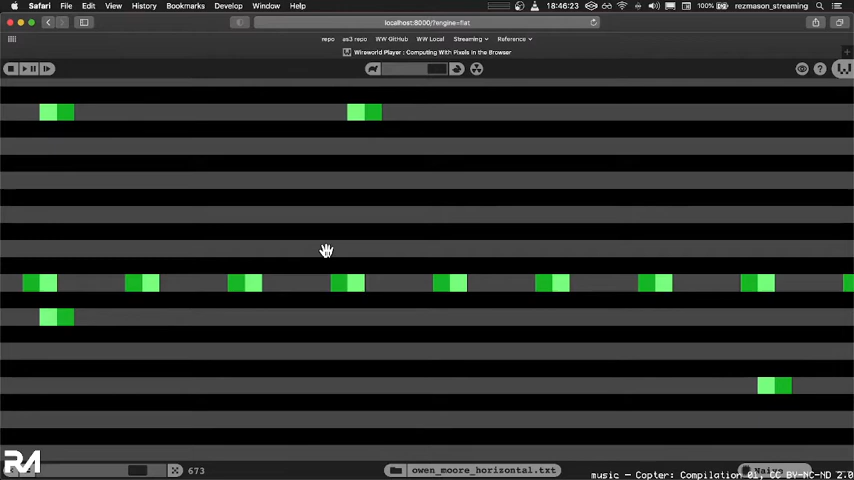 Safari File Edit View History Bookmarks Develop Window Help 100% 18:46:23 rezmason_streaming
localhost:8000/?engine=flat
repo as3 repo WW GitHub WW Local Streaming Reference
Wireworld Player : Computing With Pixels in the Browser
673
owen_moore_horizontal.txt
RM
music - Copter: Compilation 01, CC BY-NC-ND 2.0